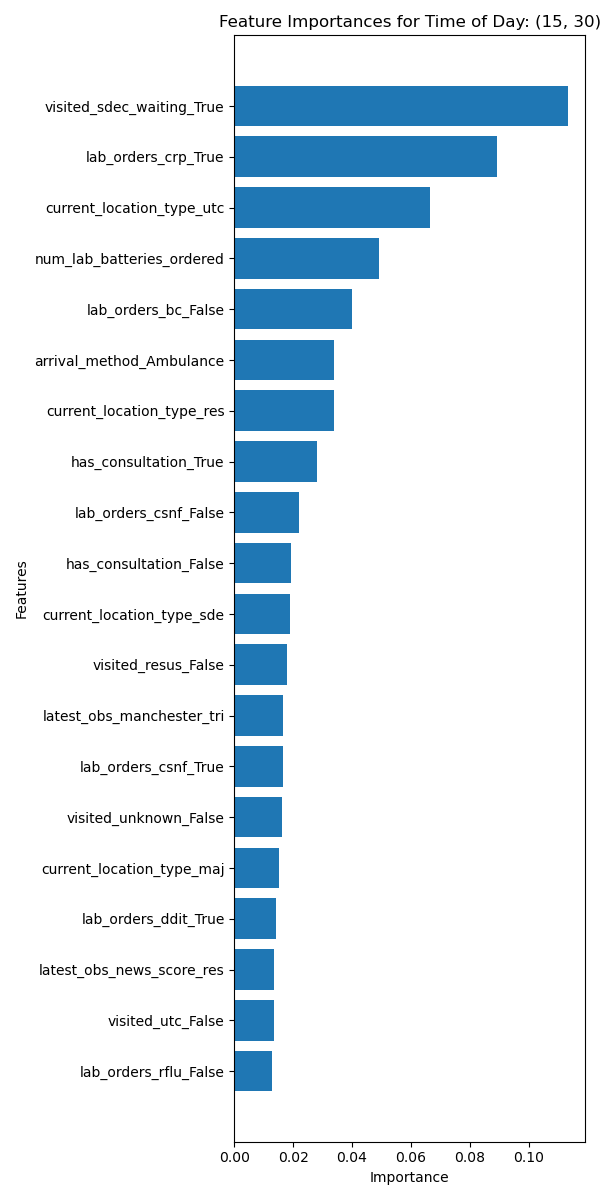 Feature Importances for Time of Day: (15, 30)
visited_sdec_waiting_True
lab_orders_crp_True
current_location_type_utc
num_lab_batteries_ordered
lab_orders_bc_False
arrival_method_Ambulance
current_location_type_res
has_consultation_True
lab_orders_csnf_False
has_consultation_False
current_location_type_sde
visited_resus_False
latest_obs_manchester_tri
lab_orders_csnf_True
visited_unknown_False
current_location_type_maj
lab_orders_ddit_True
latest_obs_news_score_res
visited_utc_False
lab_orders_rflu_False
Features
0.00 0.02 0.04 0.06 0.08 0.10
Importance